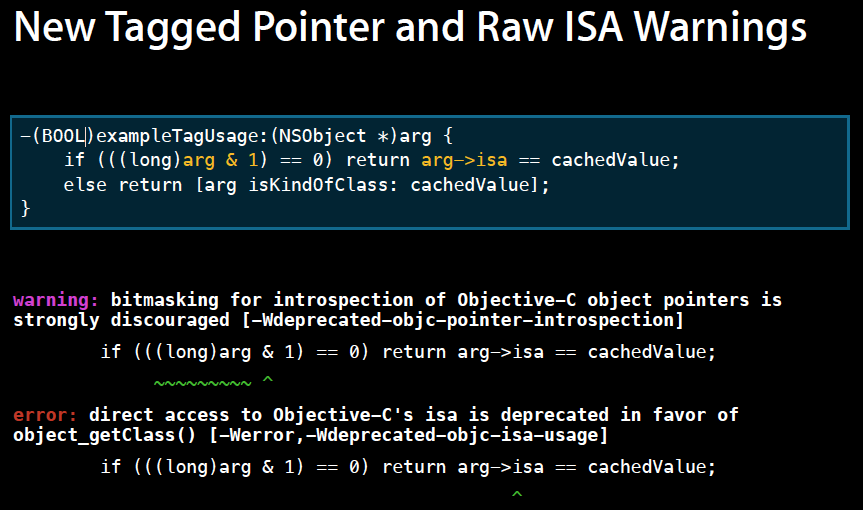 New Tagged Pointer and Raw ISA Warnings
-(BOOL)exampleTagUsage:(NSObject *)arg {
    if (((long)arg & 1) == 0) return arg->isa == cachedValue;
    else return [arg isKindOfClass: cachedValue];
}
warning: bitmasking for introspection of Objective-C object pointers is
strongly discouraged [-Wdeprecated-objc-pointer-introspection]
        if (((long)arg & 1) == 0) return arg->isa == cachedValue;
             ~~~~~~~~~ ^
error: direct access to Objective-C's isa is deprecated in favor of
object_getClass() [-Werror,-Wdeprecated-objc-isa-usage]
        if (((long)arg & 1) == 0) return arg->isa == cachedValue;
                                              ^